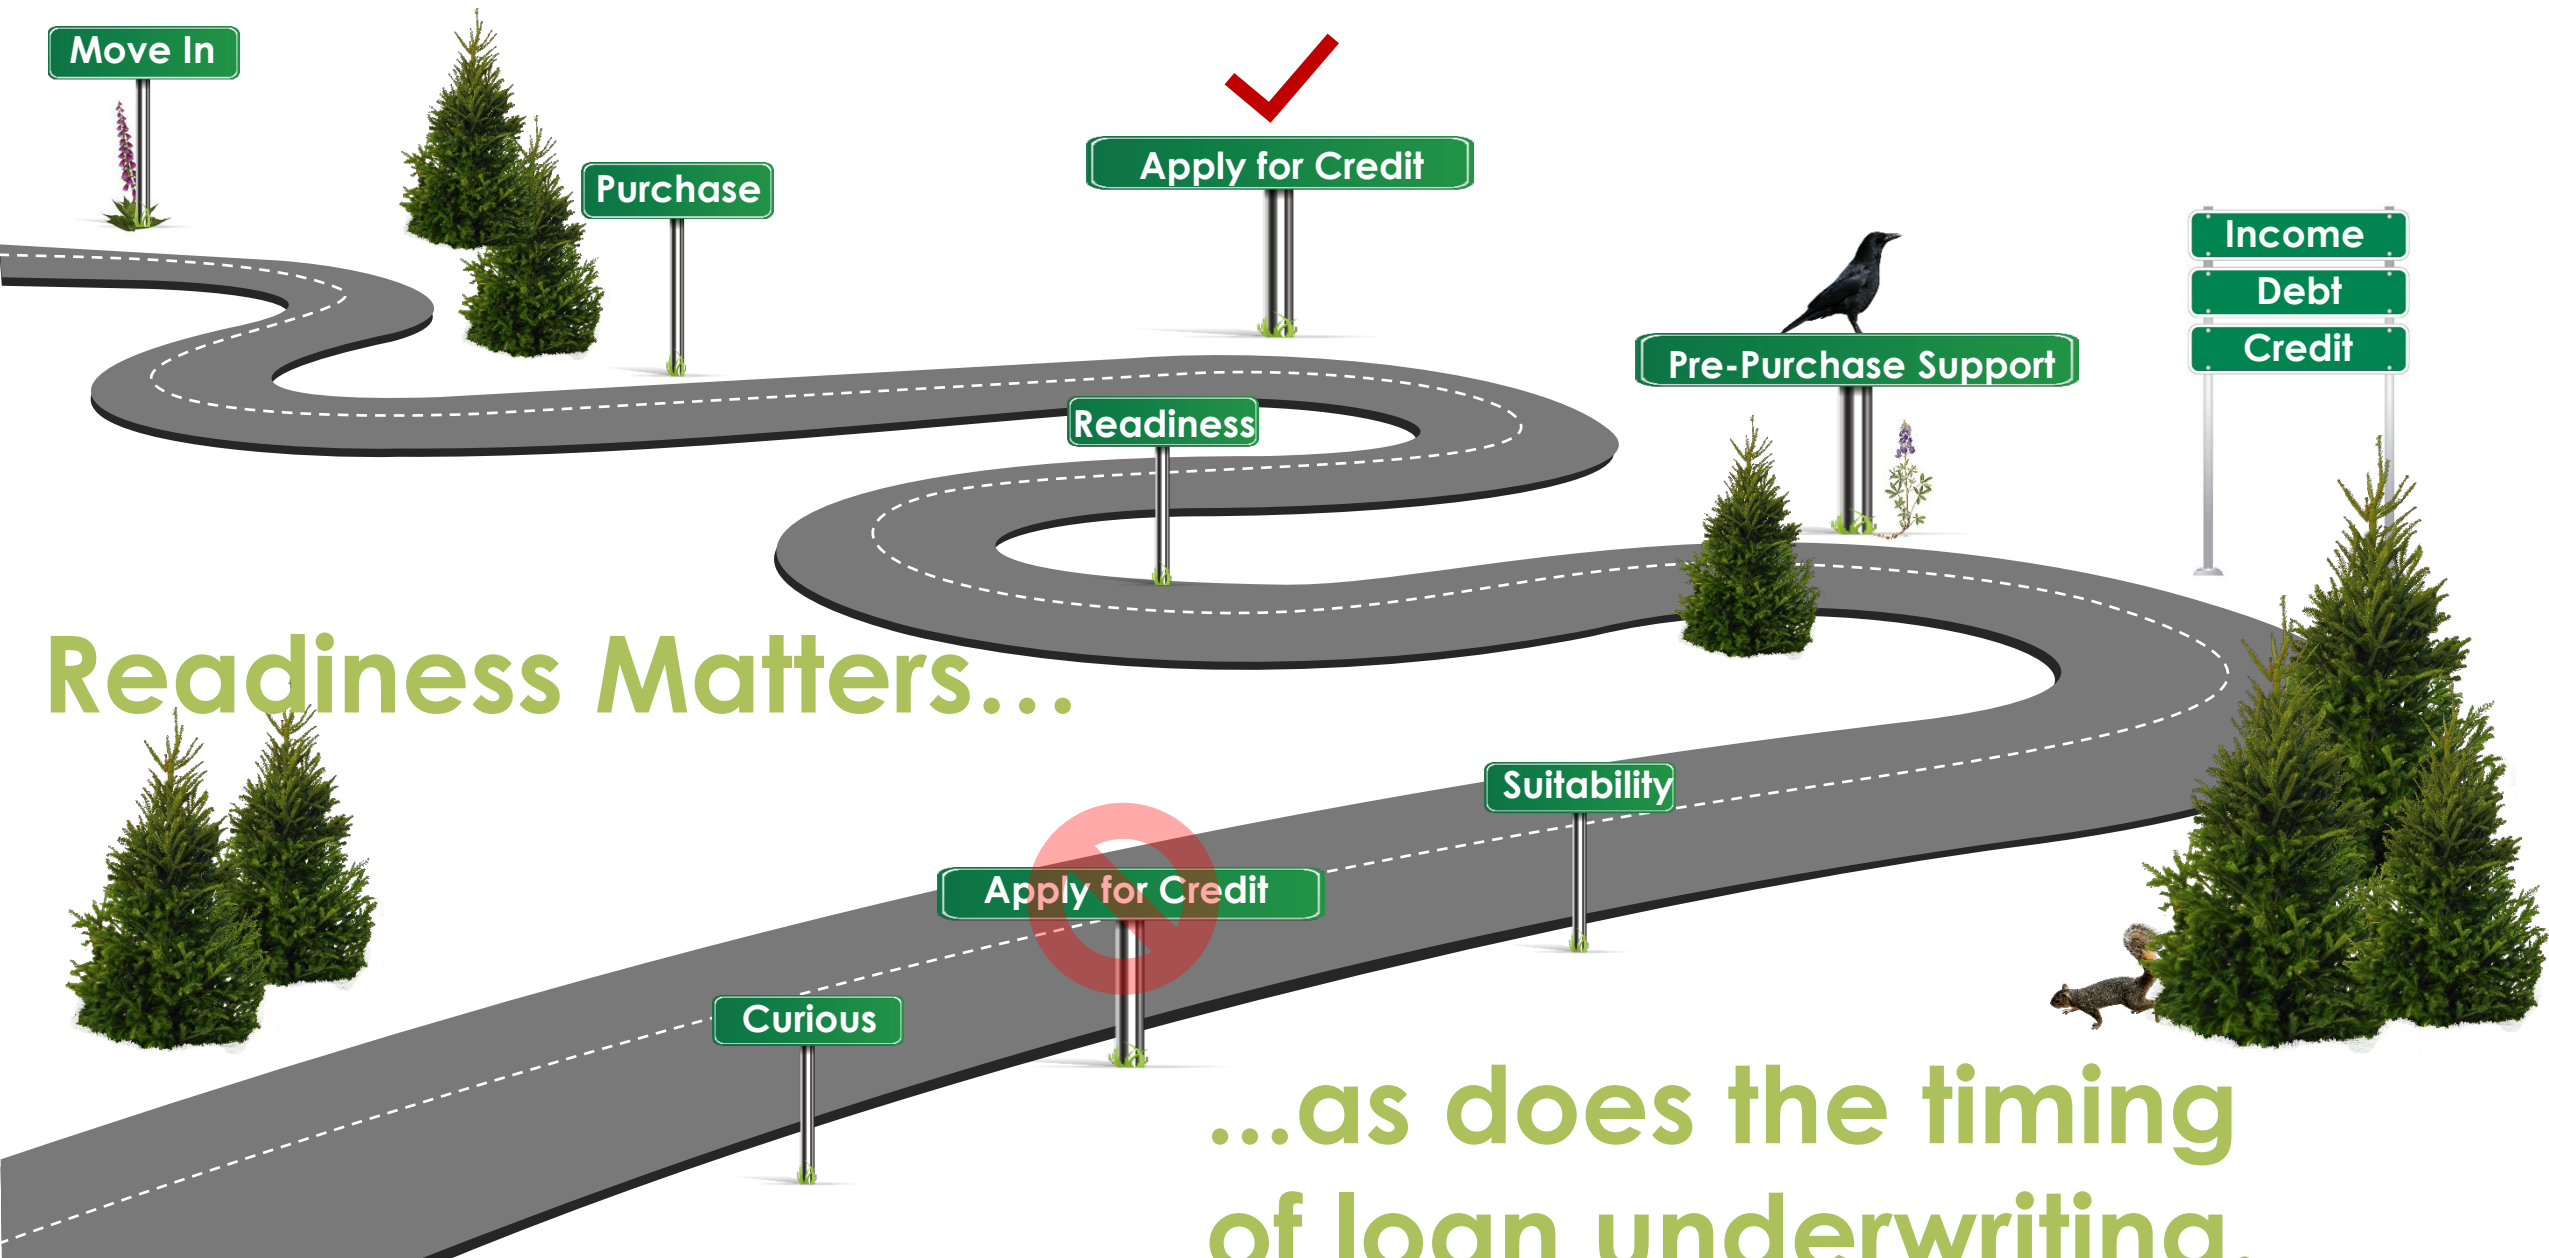 Move In
Purchase
Apply for Credit
Income
Debt
Credit
Pre-Purchase Support
Readiness
Readiness Matters...
Suitability
Apply for Credit
Curious
...as does the timing
of loan underwriting.